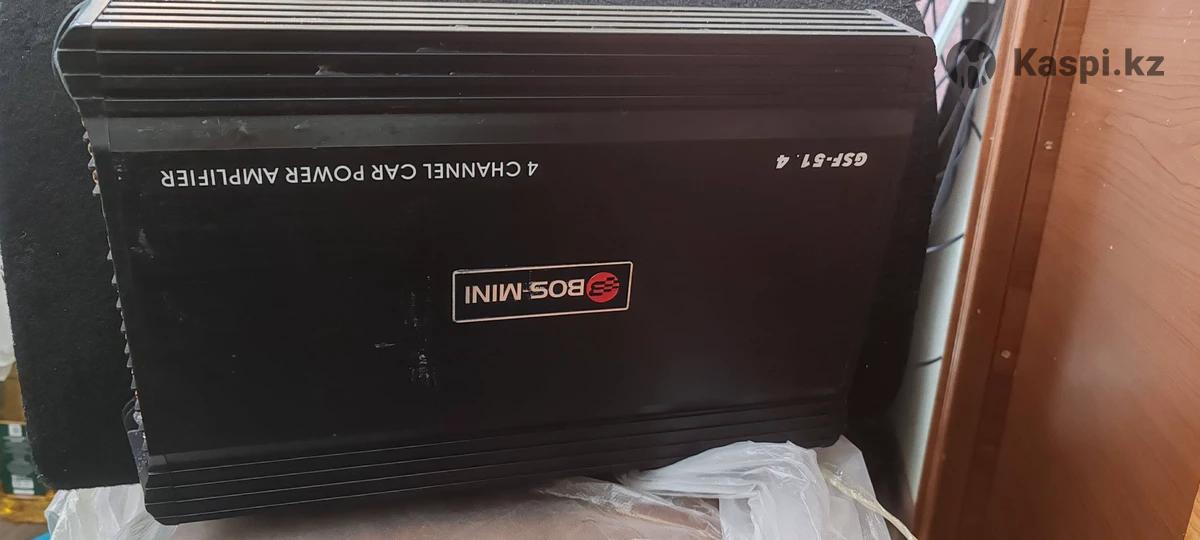 Kaspi.kz
GSF-51.4
4 CHANNEL CAR POWER AMPLIFIER
BOS-MINI